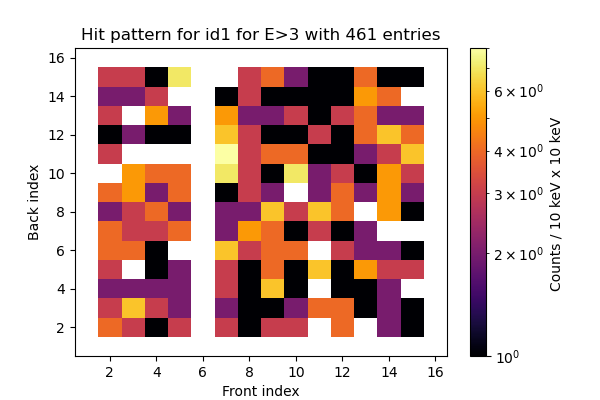 Hit pattern for id1 for E>3 with 461 entries
16
14
12
10
8
6
4
2
Back index
2 4 6 8 10 12 14 16
Front index
6 × 10⁰
4 × 10⁰
3 × 10⁰
2 × 10⁰
10⁰
Counts / 10 keV x 10 keV